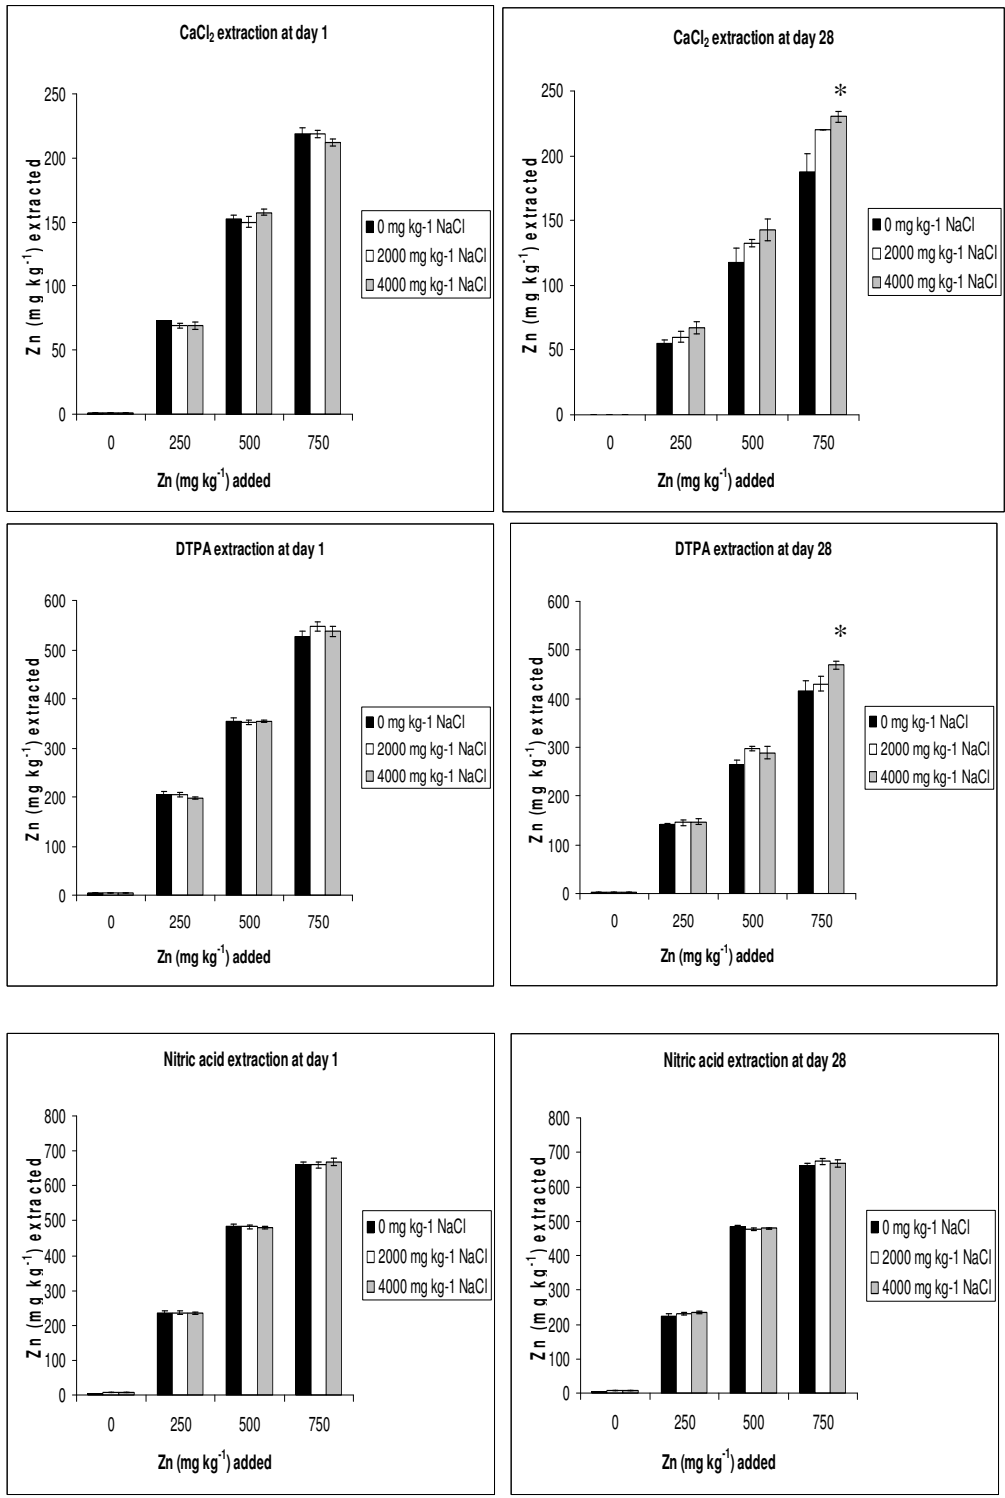 CaCl₂ extraction at day 1
250
200
150
100
50
0
Zn (mg kg⁻¹) extracted
0 250 500 750
Zn (mg kg⁻¹) added
0 mg kg-1 NaCl
2000 mg kg-1 NaCl
4000 mg kg-1 NaCl
CaCl₂ extraction at day 28
250
200
150
100
50
0
Zn (mg kg⁻¹) extracted
*
0 250 500 750
Zn (mg kg⁻¹) added
0 mg kg-1 NaCl
2000 mg kg-1 NaCl
4000 mg kg-1 NaCl
DTPA extraction at day 1
600
500
400
300
200
100
0
Zn (mg kg⁻¹) extracted
0 250 500 750
Zn (mg kg⁻¹) added
0 mg kg-1 NaCl
2000 mg kg-1 NaCl
4000 mg kg-1 NaCl
DTPA extraction at day 28
600
500
400
300
200
100
0
Zn (mg kg⁻¹) extracted
*
0 250 500 750
Zn (mg kg⁻¹) added
0 mg kg-1 NaCl
2000 mg kg-1 NaCl
4000 mg kg-1 NaCl
Nitric acid extraction at day 1
800
700
600
500
400
300
200
100
0
Zn (mg kg⁻¹) extracted
0 250 500 750
Zn (mg kg⁻¹) added
0 mg kg-1 NaCl
2000 mg kg-1 NaCl
4000 mg kg-1 NaCl
Nitric acid extraction at day 28
800
700
600
500
400
300
200
100
0
Zn (mg kg⁻¹) extracted
0 250 500 750
Zn (mg kg⁻¹) added
0 mg kg-1 NaCl
2000 mg kg-1 NaCl
4000 mg kg-1 NaCl